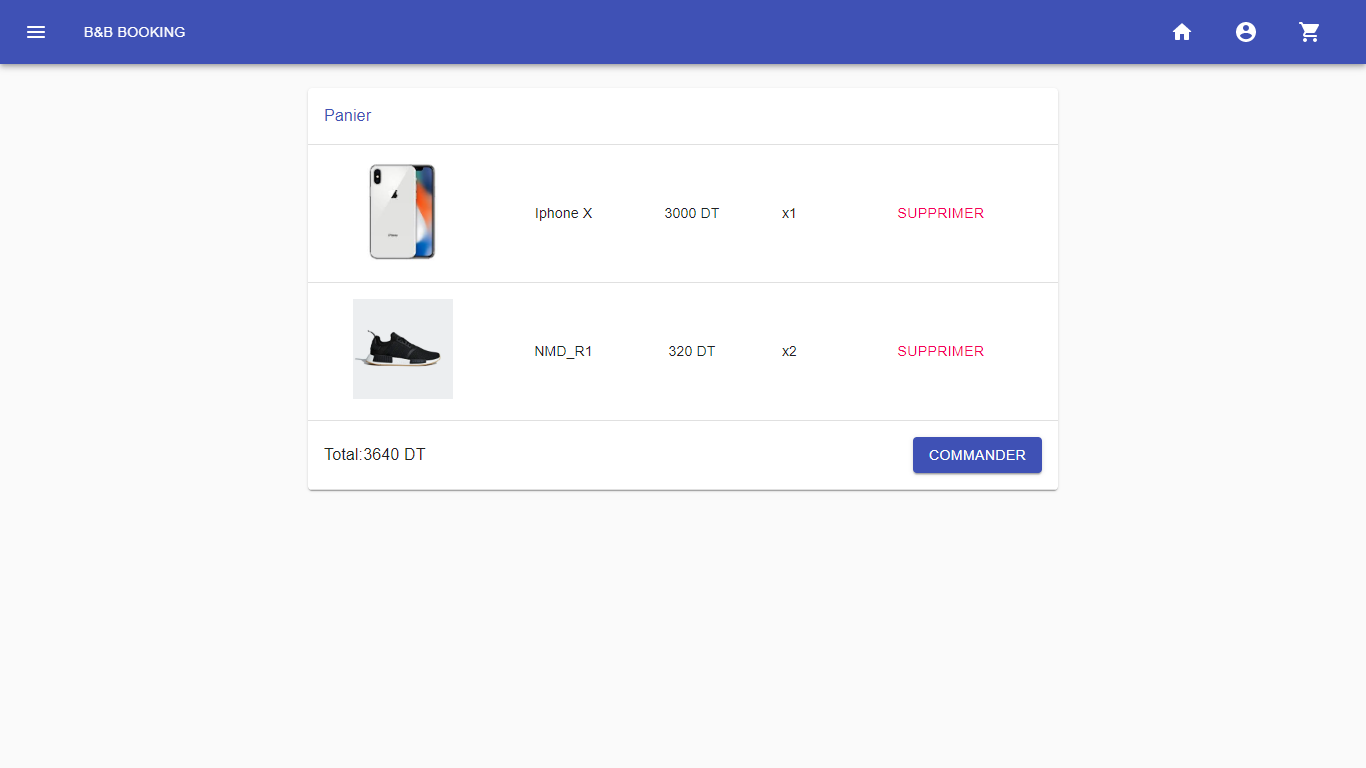 B&B BOOKING
Panier
Iphone X 3000 DT x1 SUPPRIMER
NMD_R1 320 DT x2 SUPPRIMER
Total:3640 DT COMMANDER